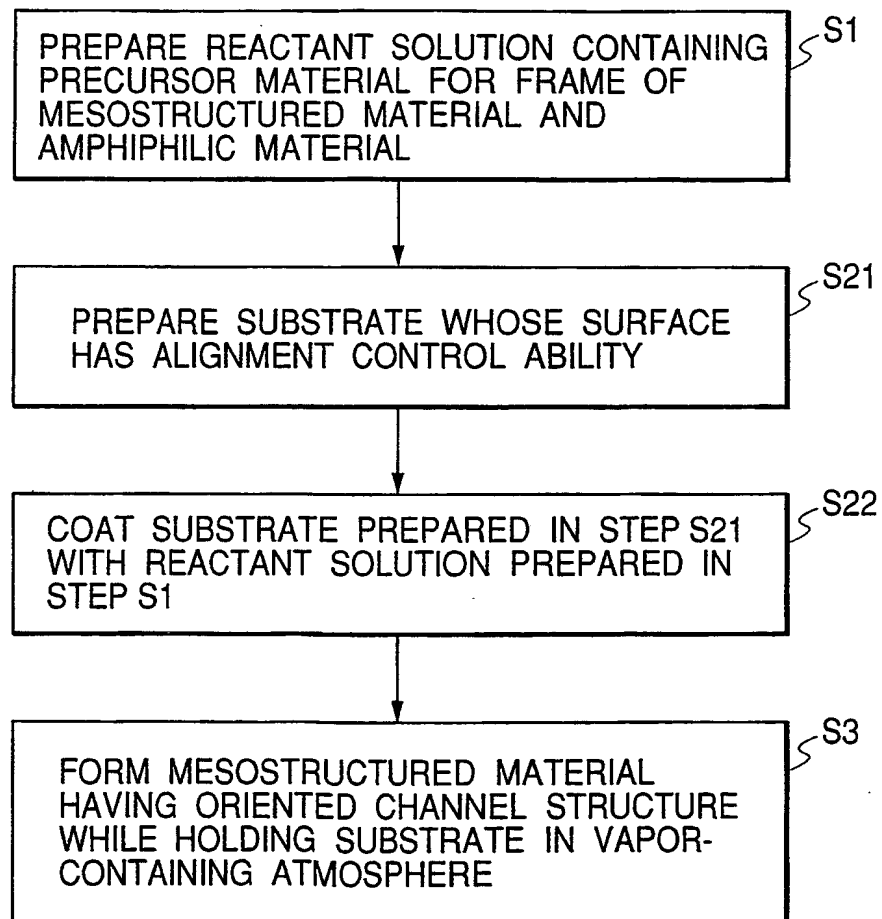 PREPARE REACTANT SOLUTION CONTAINING
PRECURSOR MATERIAL FOR FRAME OF
MESOSTRUCTURED MATERIAL AND
AMPHIPHILIC MATERIAL
S1
PREPARE SUBSTRATE WHOSE SURFACE
HAS ALIGNMENT CONTROL ABILITY
S21
COAT SUBSTRATE PREPARED IN STEP S21
WITH REACTANT SOLUTION PREPARED IN
STEP S1
S22
FORM MESOSTRUCTURED MATERIAL
HAVING ORIENTED CHANNEL STRUCTURE
WHILE HOLDING SUBSTRATE IN VAPOR-
CONTAINING ATMOSPHERE
S3